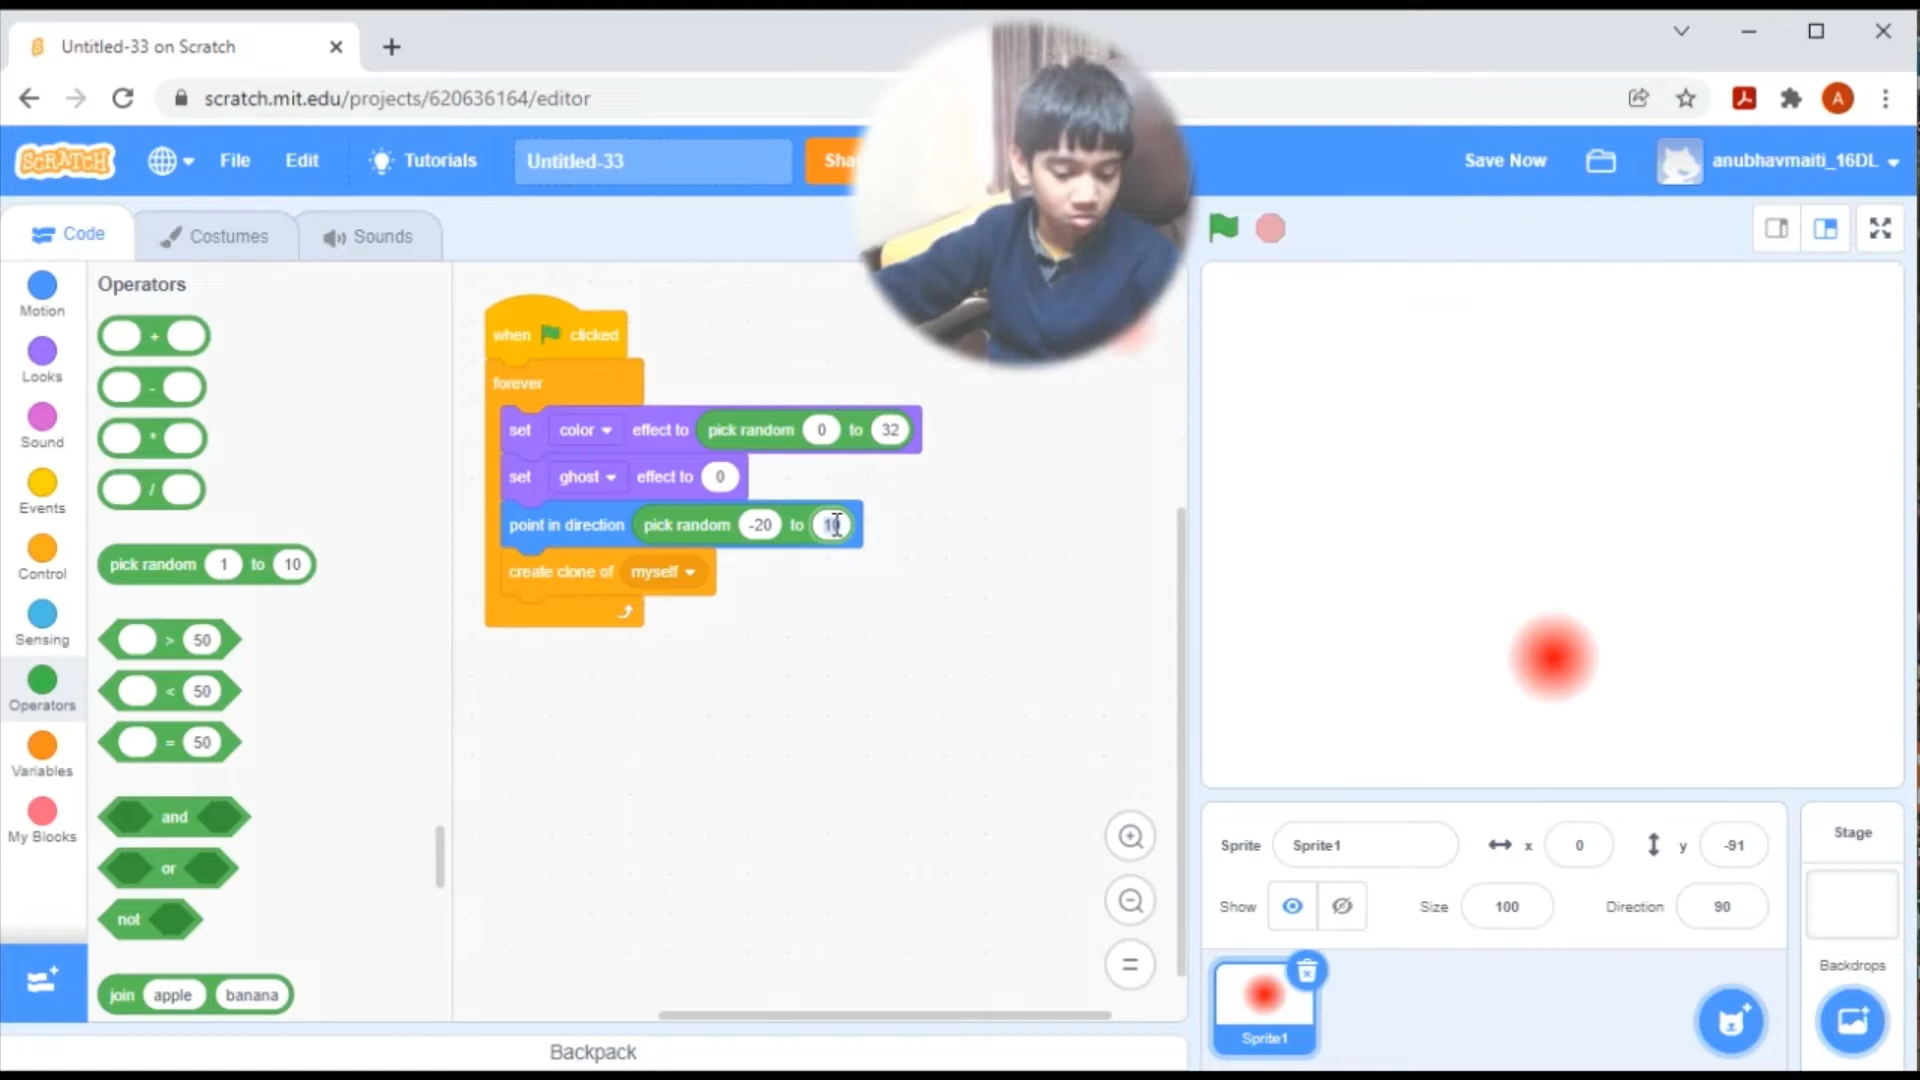 Untitled-33 on Scratch
scratch.mit.edu/projects/620636164/editor
A
SCRATCH
File
Edit
Tutorials
Untitled-33
Save Now
anubhavmaiti_16DL
Code
Costumes
Sounds
Motion
Looks
Sound
Events
Control
Sensing
Operators
Variables
My Blocks
Operators
+
-
*
/
pick random 1 to 10
> 50
< 50
= 50
and
or
not
join apple banana
when clicked
forever
set color effect to pick random 0 to 32
set ghost effect to 0
point in direction pick random -20 to 10
create clone of myself
Backpack
Sprite Sprite1 x 0 y -91
Show Size 100 Direction 90
Sprite1
Stage
Backdrops